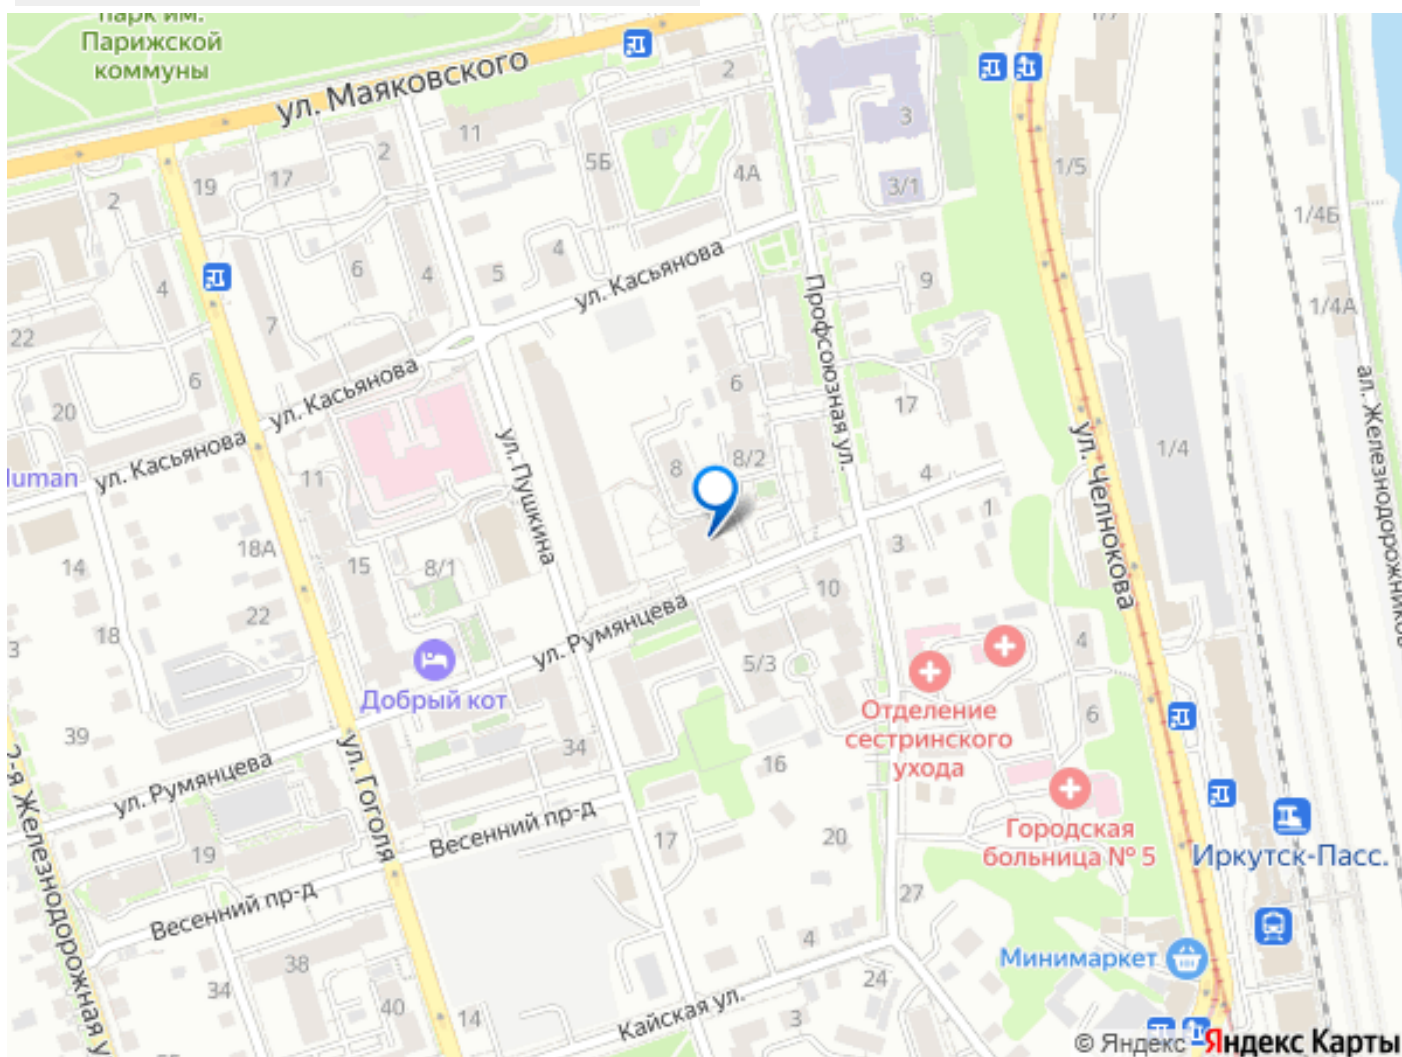 парк им.
Парижской
коммуны
ул. Маяковского
2
1/7
11
3
2
19
17
5Б
4А
3/1
1/5
2
1/4Б
4
6
4
5
4
ул. Касьянова
9
1/4А
22
7
Профсоюзная ул.
6
ул. Касьянова
6
17
20
ул. Касьянова
ул. Пушкина
ул. Челнокова
ал. Железнодорожников
1/4
8
8/2
4
11
1
18А
15
8/1
3
14
10
22
ул. Румянцева
18
4
3
5/3
Добрый кот
Отделение
сестринского
ухода
6
39
34
16
ул. Румянцева
ул. Гоголя
2-я Железнодорожная у
Весенний пр-д
17
20
Городская
больница № 5
Иркутск-Пасс.
19
27
Весенний пр-д
4
Минимаркет
38
34
24
40
14
Кайская ул.
3
© Яндекс Яндекс Карты